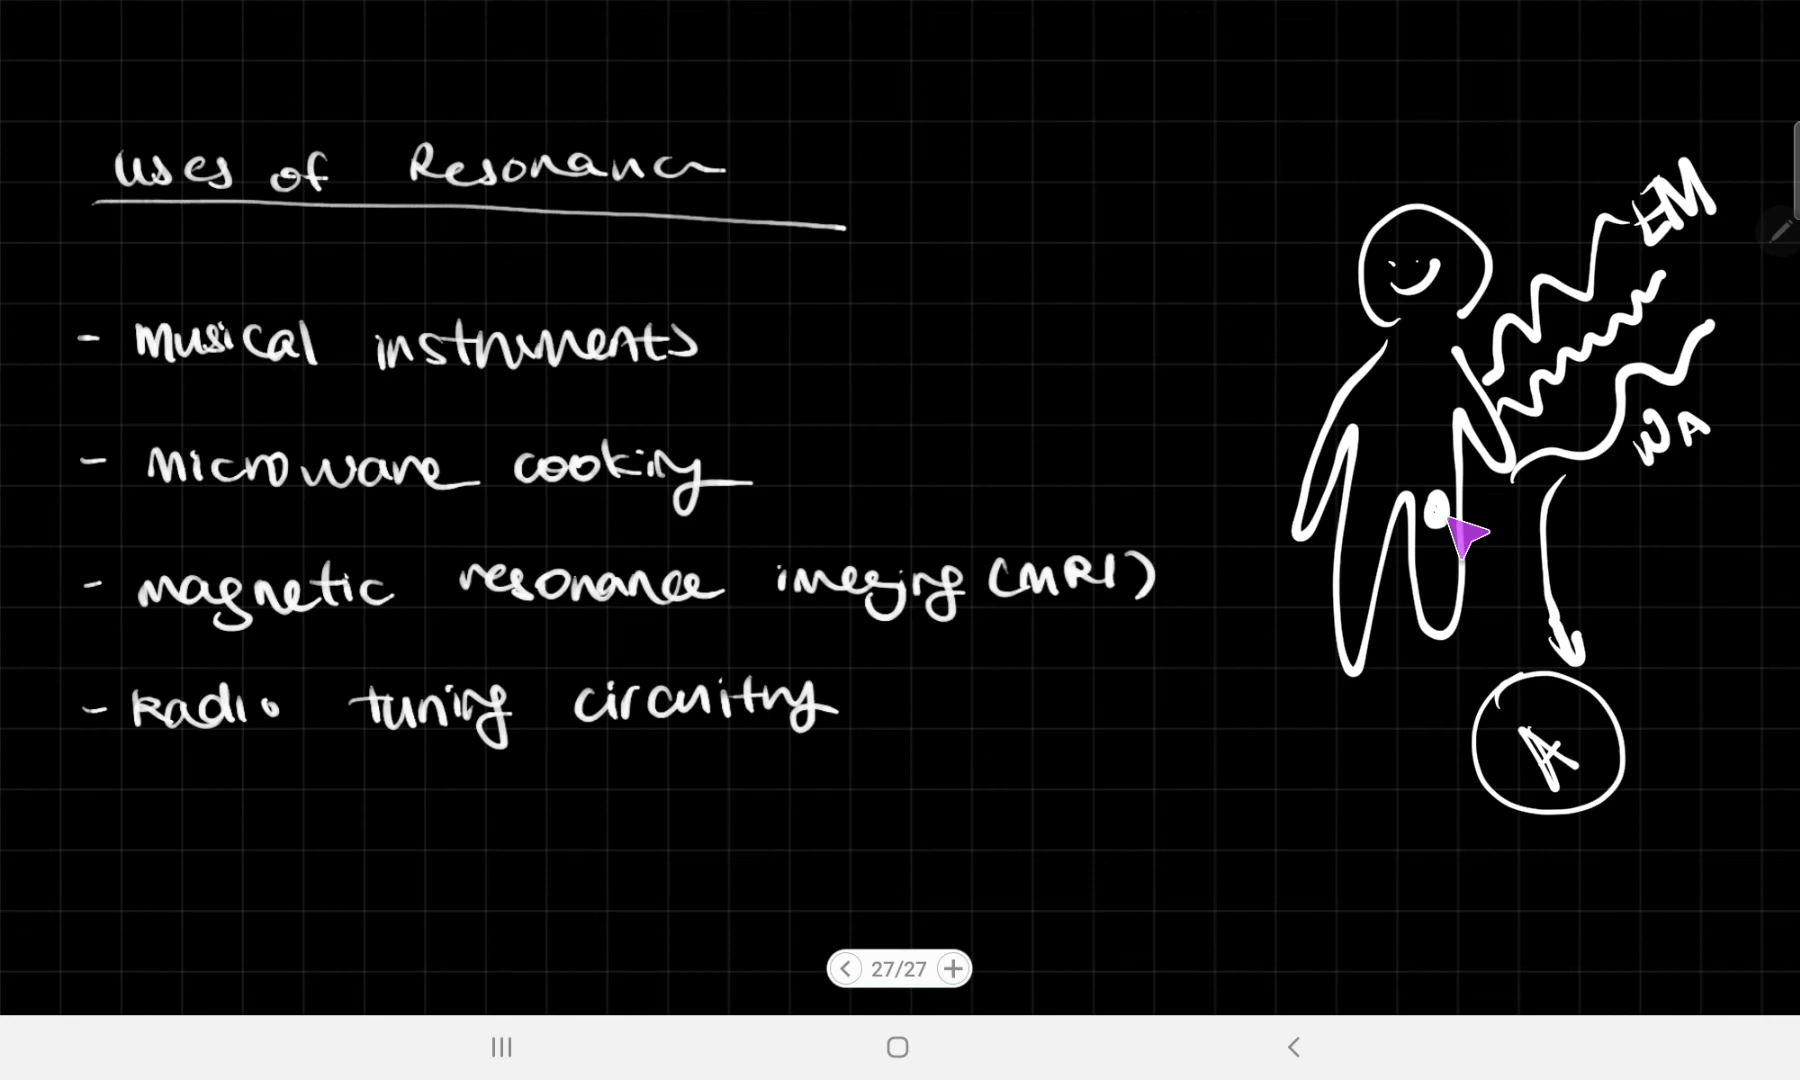 Uses of Resonance
- Musical instruments
- Microwave cooking
- magnetic resonance imaging (MRI)
- Radio tuning circuitry
EM
WA
A
27/27